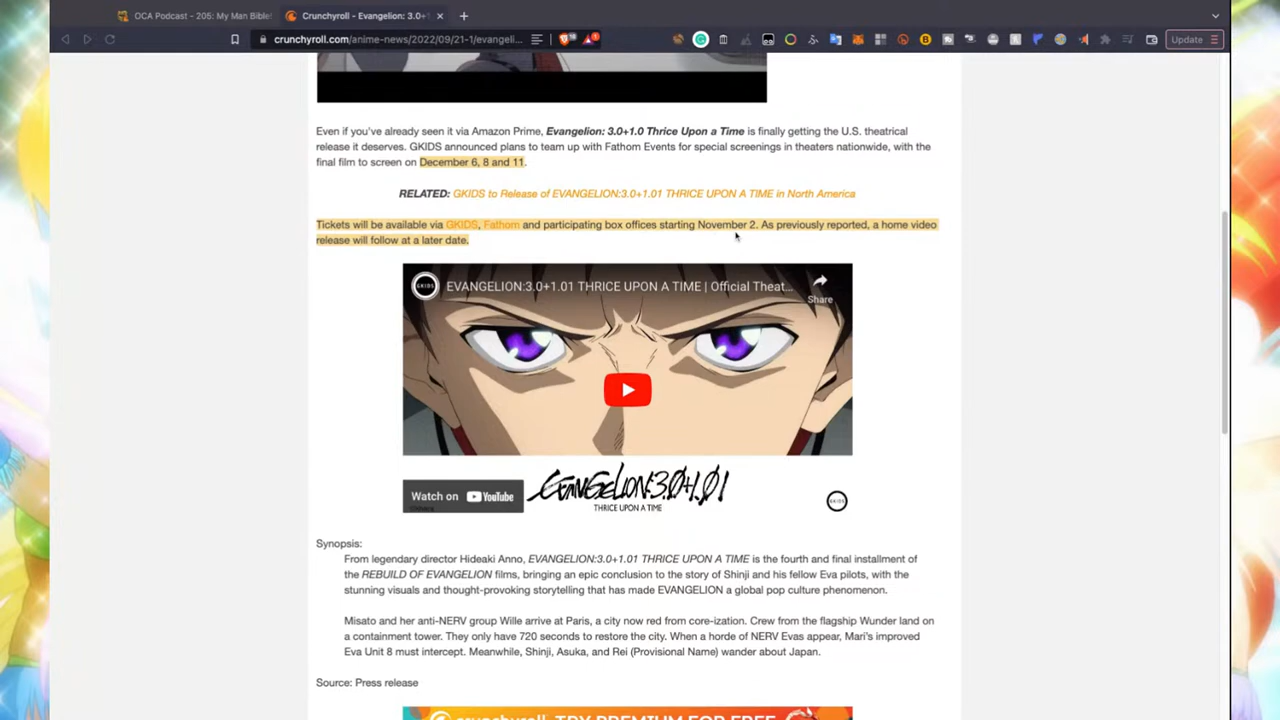 OCA Podcast - 205: My Man Bible!
Crunchyroll - Evangelion: 3.0+1
crunchyroll.com/anime-news/2022/09/21-1/evangeli...
Update
Even if you've already seen it via Amazon Prime, Evangelion: 3.0+1.0 Thrice Upon a Time is finally getting the U.S. theatrical
release it deserves. GKIDS announced plans to team up with Fathom Events for special screenings in theaters nationwide, with the
final film to screen on December 6, 8 and 11.
RELATED: GKIDS to Release of EVANGELION:3.0+1.01 THRICE UPON A TIME in North America
Tickets will be available via GKIDS, Fathom and participating box offices starting November 2. As previously reported, a home video
release will follow at a later date.
GKIDS
EVANGELION:3.0+1.01 THRICE UPON A TIME | Official Theat...
Share
Watch on YouTube
EVANGELION:3.0+1.01
THRICE UPON A TIME
GKIDS
Synopsis:
From legendary director Hideaki Anno, EVANGELION:3.0+1.01 THRICE UPON A TIME is the fourth and final installment of
the REBUILD OF EVANGELION films, bringing an epic conclusion to the story of Shinji and his fellow Eva pilots, with the
stunning visuals and thought-provoking storytelling that has made EVANGELION a global pop culture phenomenon.
Misato and her anti-NERV group Wille arrive at Paris, a city now red from core-ization. Crew from the flagship Wunder land on
a containment tower. They only have 720 seconds to restore the city. When a horde of NERV Evas appear, Mari's improved
Eva Unit 8 must intercept. Meanwhile, Shinji, Asuka, and Rei (Provisional Name) wander about Japan.
Source: Press release
crunchyroll TRY PREMIUM FOR FREE